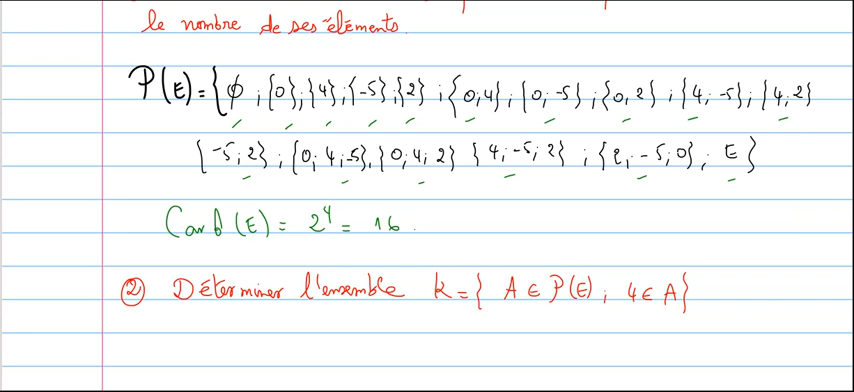 le nombre de ses éléments.
P(E) = { ϕ ; {0} ; {4} ; {-5} ; {2} ; {0,4} ; {0, -5} ; {0, 2} ; {4, -5} ; {4, 2}
{-5; 2} ; {0, 4, -5}, {0, 4, 2} {4, -5, 2} ; {2, -5, 0} , E }
Card(E) = 2⁴ = 16.
② Déterminer l'ensemble K = { A ∈ P(E) ; 4 ∈ A }